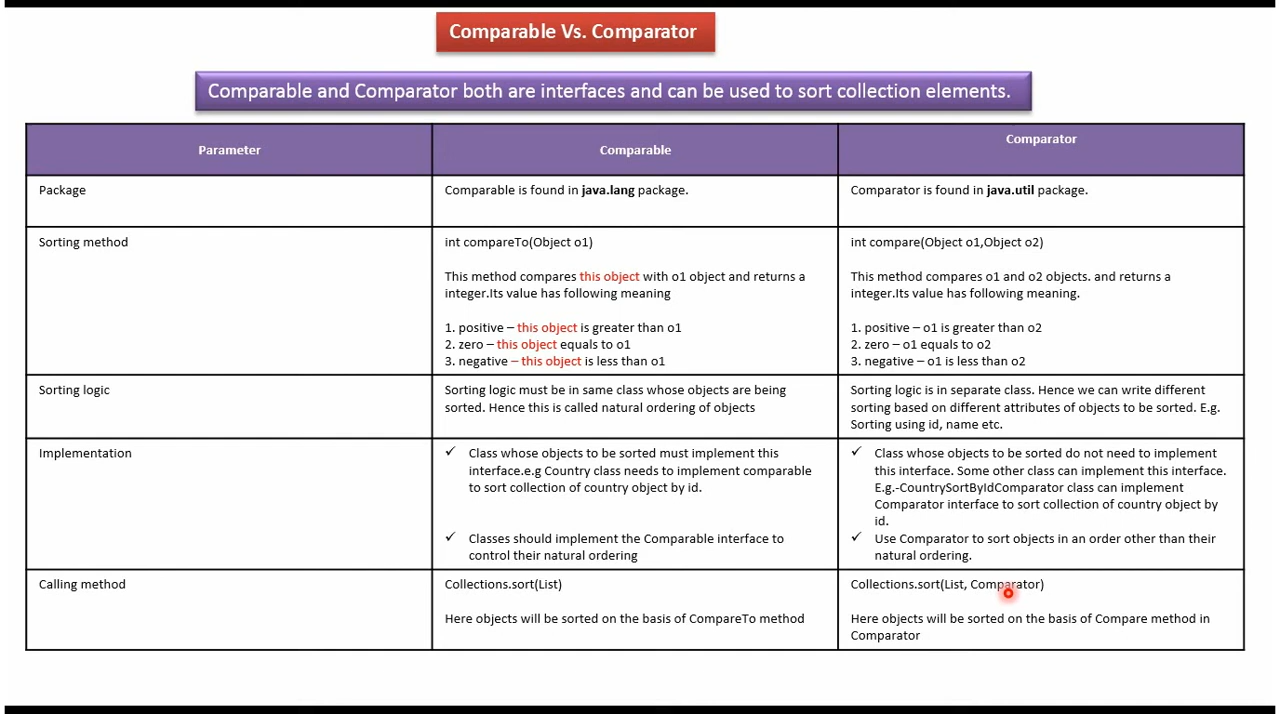 Comparable Vs. Comparator
Comparable and Comparator both are interfaces and can be used to sort collection elements.
Parameter
Comparable
Comparator
Package
Comparable is found in java.lang package.
Comparator is found in java.util package.
Sorting method
int compareTo(Object o1)
This method compares this object with o1 object and returns a
integer.Its value has following meaning
1. positive – this object is greater than o1
2. zero – this object equals to o1
3. negative – this object is less than o1
int compare(Object o1,Object o2)
This method compares o1 and o2 objects. and returns a
integer.Its value has following meaning.
1. positive – o1 is greater than o2
2. zero – o1 equals to o2
3. negative – o1 is less than o2
Sorting logic
Sorting logic must be in same class whose objects are being
sorted. Hence this is called natural ordering of objects
Sorting logic is in separate class. Hence we can write different
sorting based on different attributes of objects to be sorted. E.g.
Sorting using id, name etc.
Implementation
✓ Class whose objects to be sorted must implement this
interface.e.g Country class needs to implement comparable
to sort collection of country object by id.
✓ Classes should implement the Comparable interface to
control their natural ordering
✓ Class whose objects to be sorted do not need to implement
this interface. Some other class can implement this interface.
E.g.-CountrySortByIdComparator class can implement
Comparator interface to sort collection of country object by
id.
✓ Use Comparator to sort objects in an order other than their
natural ordering.
Calling method
Collections.sort(List)
Here objects will be sorted on the basis of CompareTo method
Collections.sort(List, Comparator)
Here objects will be sorted on the basis of Compare method in
Comparator